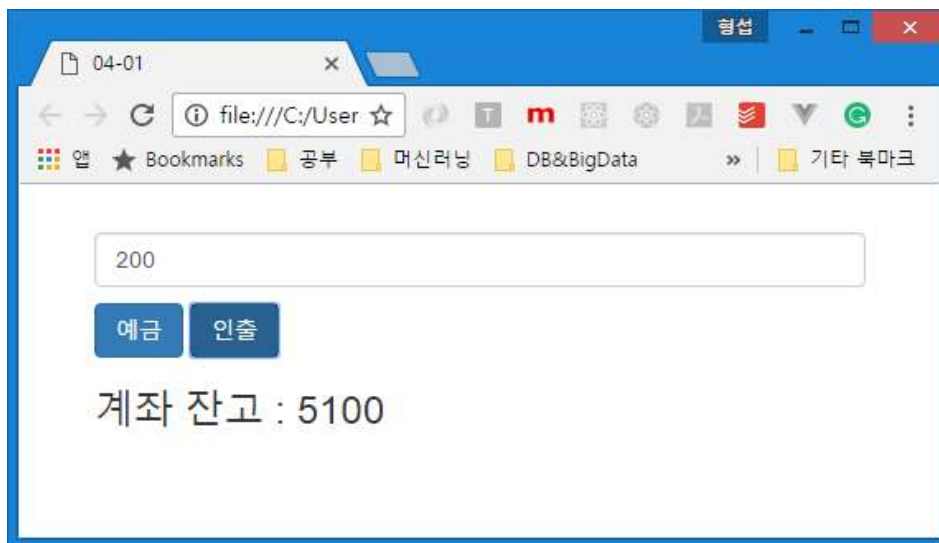 형섭
04-01
file:///C:/User
앱 Bookmarks 공부 머신러닝 DB&BigData » 기타 북마크
200
예금 인출
계좌 잔고 : 5100